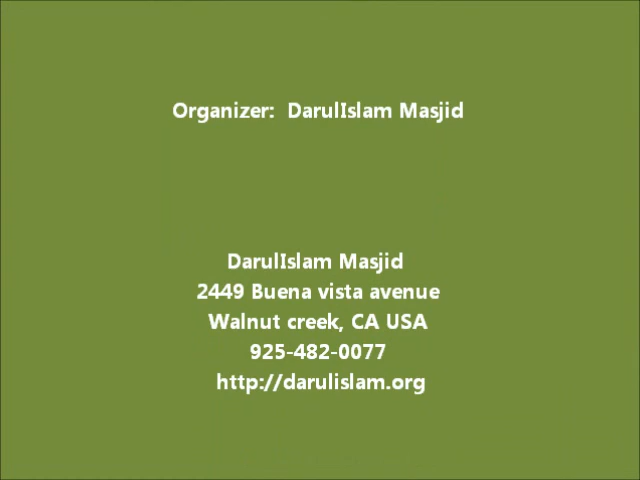 Organizer:  DarulIslam Masjid
DarulIslam Masjid
2449 Buena vista avenue
Walnut creek, CA USA
925-482-0077
http://darulislam.org